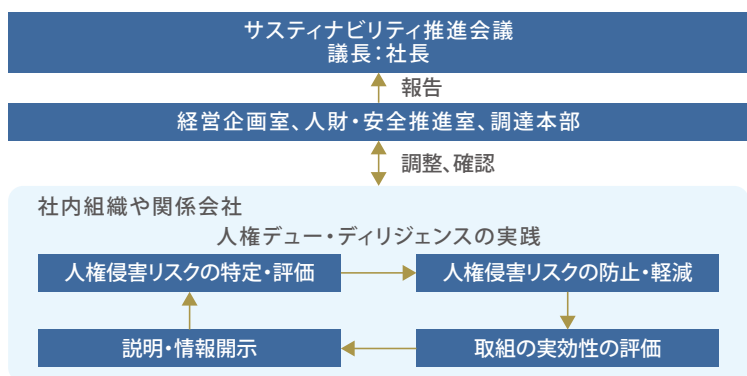 サスティナビリティ推進会議
議長：社長
報告
経営企画室、人財・安全推進室、調達本部
調整、確認
社内組織や関係会社
人権デュー・ディリジェンスの実践
人権侵害リスクの特定・評価
人権侵害リスクの防止・軽減
説明・情報開示
取組の実効性の評価